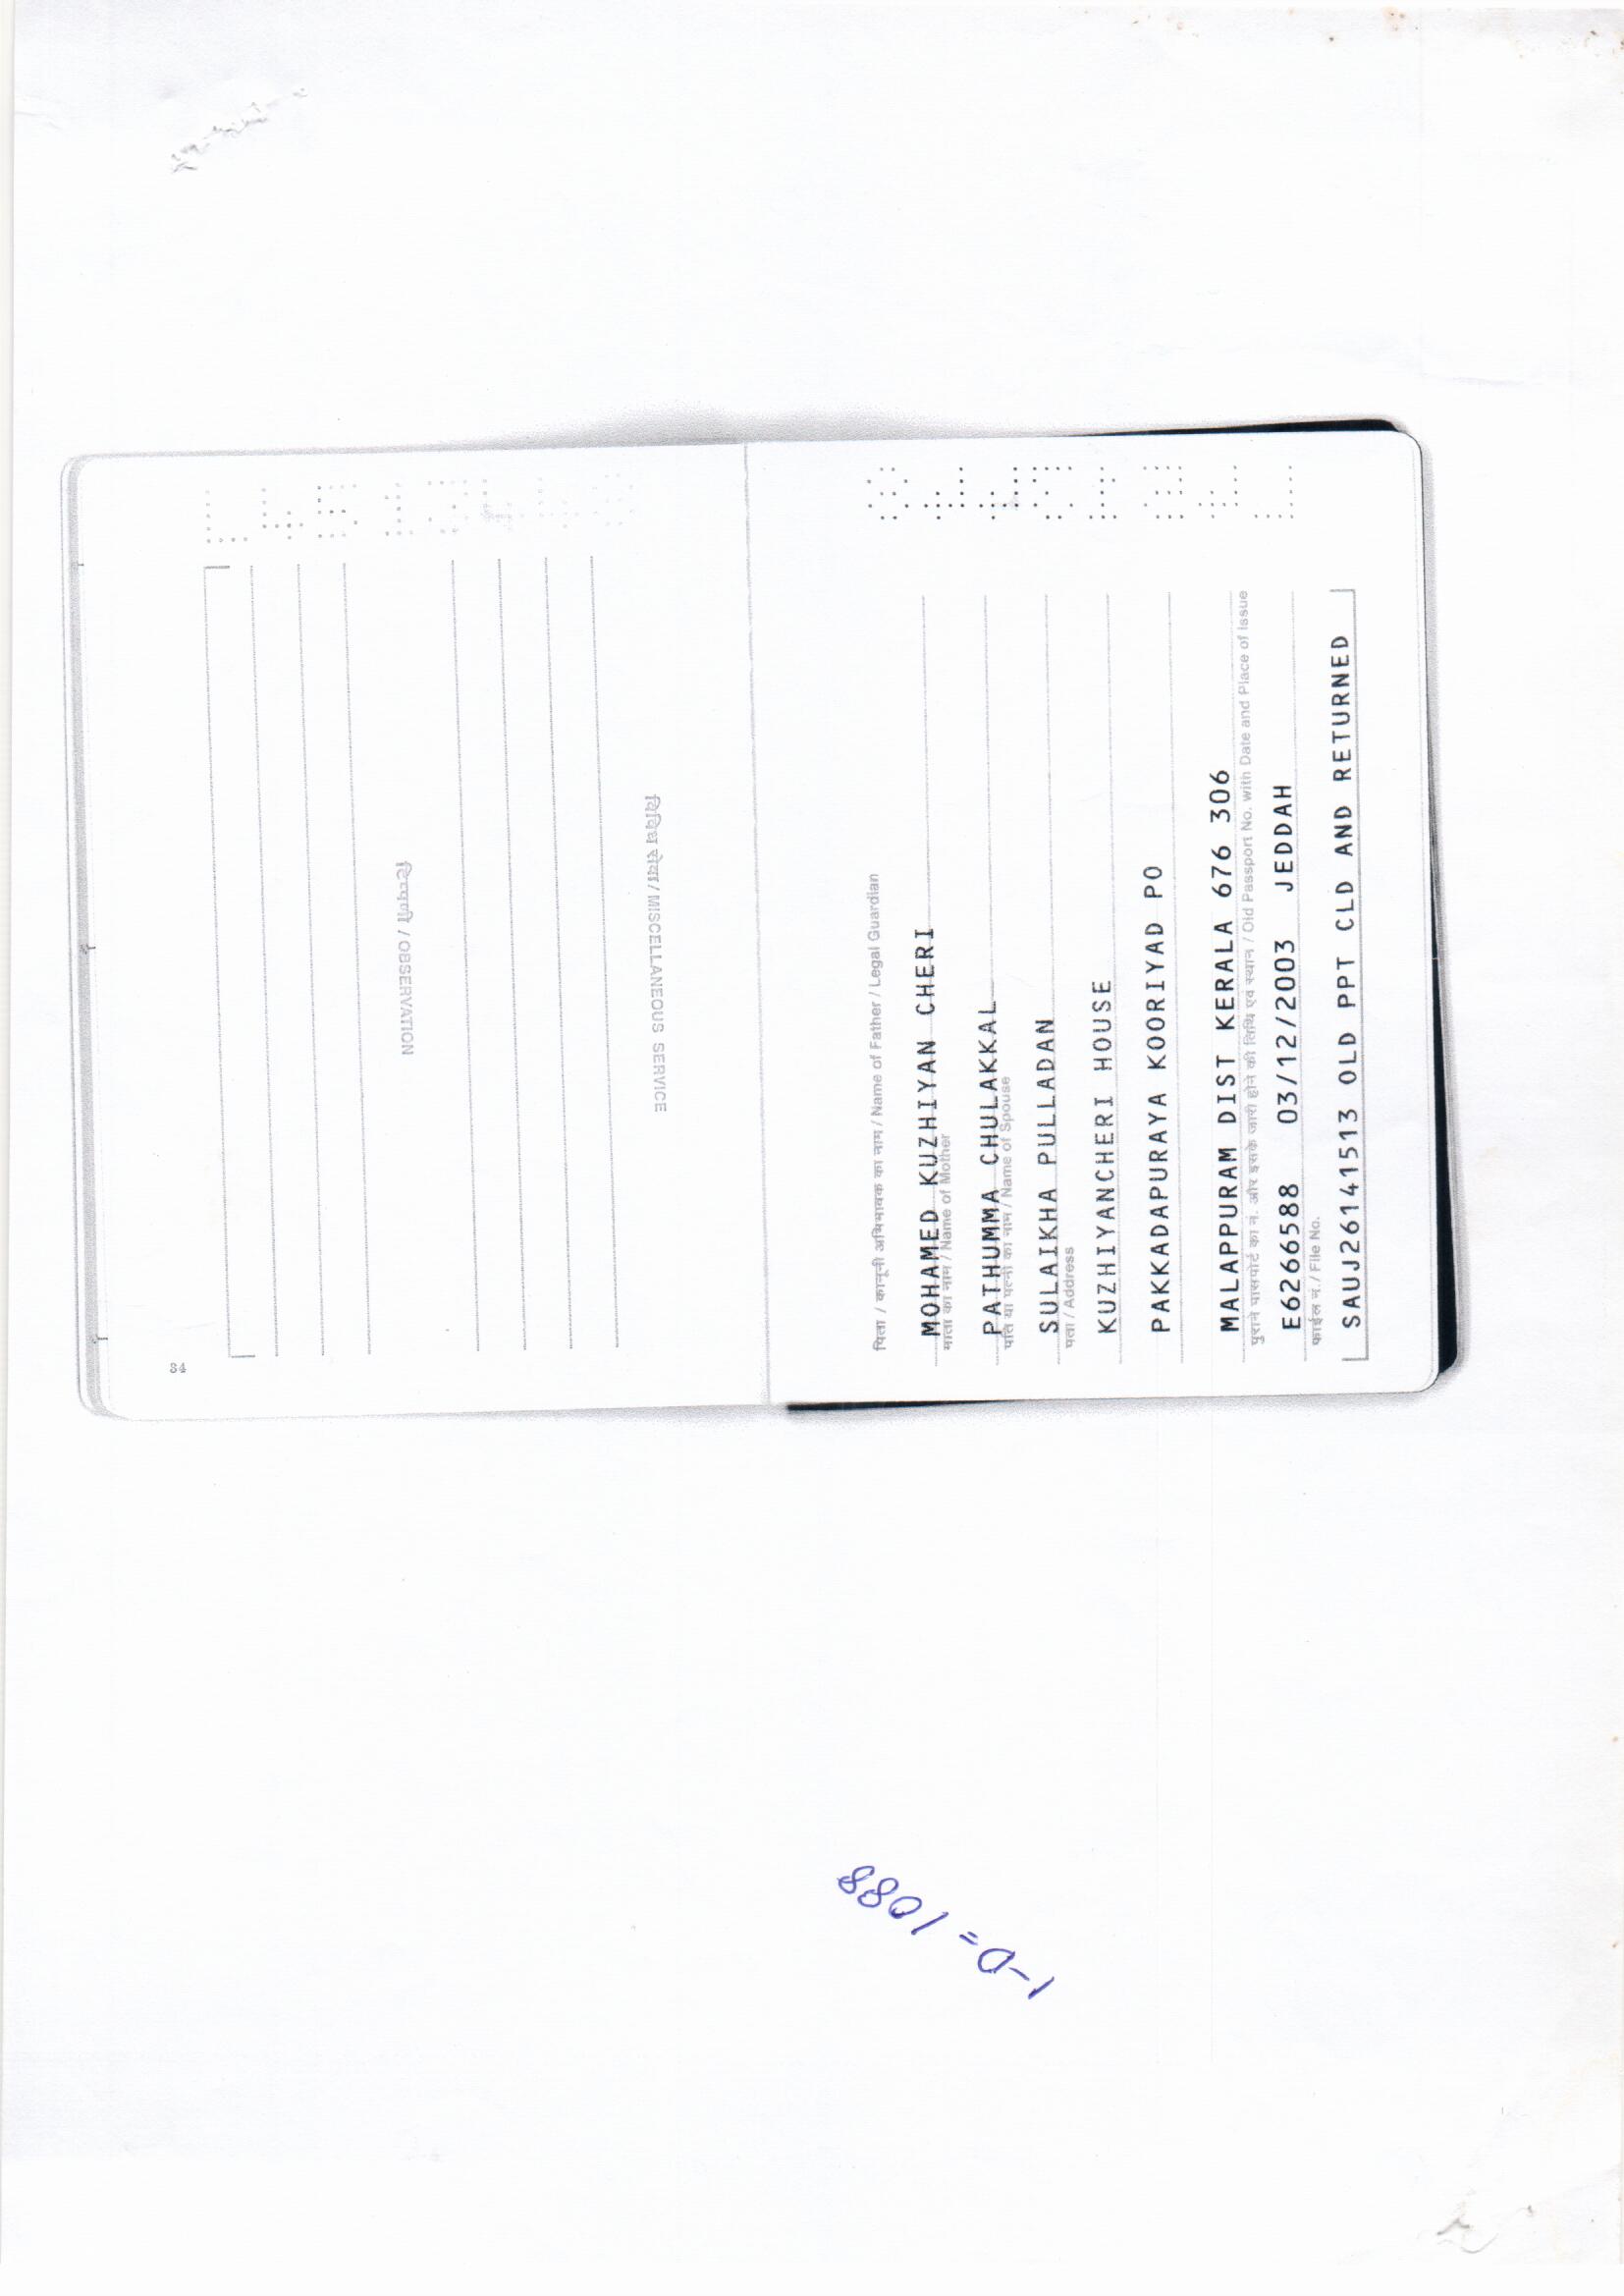 34
टिप्पणी / OBSERVATION
विविध सेवा / MISCELLANEOUS SERVICE
पिता / कानूनी अभिभावक का नाम / Name of Father / Legal Guardian
MOHAMED KUZHIYAN CHERI
माता का नाम / Name of Mother
PATHUMMA CHULAKKAL
पति या पत्नी का नाम / Name of Spouse
SULAIKHA PULLADAN
पता / Address
KUZHIYANCHERI HOUSE
PAKKADAPURAYA KOORIYAD PO
MALAPPURAM DIST KERALA 676 306
पुराने पासपोर्ट का नं. और इसके जारी होने की तिथि एवं स्थान / Old Passport No. with Date and Place of Issue
E6266588 03/12/2003 JEDDAH
फाईल नं. / File No.
SAUJ26141513 OLD PPT CLD AND RETURNED
1-D=1088